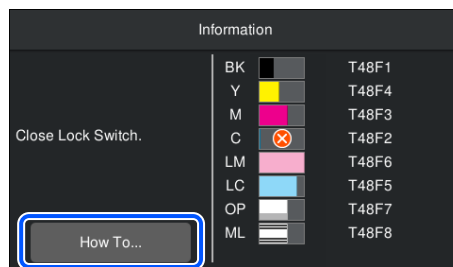 Information
Close Lock Switch.
How To...
BK T48F1
Y T48F4
M T48F3
C T48F2
LM T48F6
LC T48F5
OP T48F7
ML T48F8